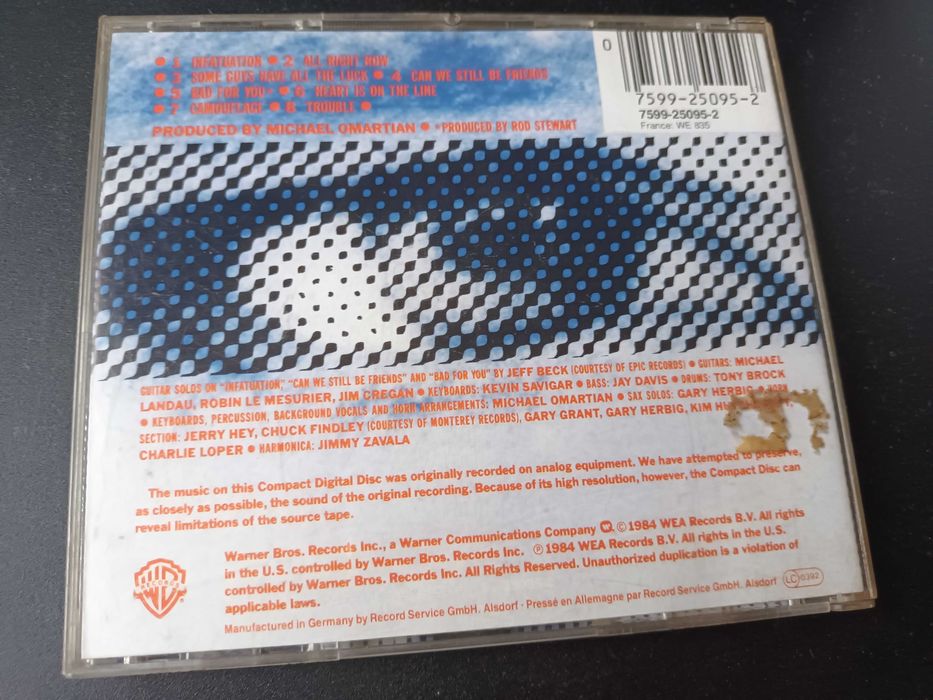 ● 1 INFATUATION ● 2 ALL RIGHT NOW
● 3 SOME GUYS HAVE ALL THE LUCK ● 4 CAN WE STILL BE FRIENDS
● 5 BAD FOR YOU* ● 6 HEART IS ON THE LINE
● 7 CAMOUFLAGE ● 8 TROUBLE ●
PRODUCED BY MICHAEL OMARTIAN ● *PRODUCED BY ROD STEWART
0
7599-25095-2
7599-25095-2
France: WE 835
GUITAR SOLOS ON "INFATUATION," "CAN WE STILL BE FRIENDS" AND "BAD FOR YOU" BY JEFF BECK (COURTESY OF EPIC RECORDS) ● GUITARS: MICHAEL
LANDAU, ROBIN LE MESURIER, JIM CREGAN ● KEYBOARDS: KEVIN SAVIGAR ● BASS: JAY DAVIS ● DRUMS: TONY BROCK
● KEYBOARDS, PERCUSSION, BACKGROUND VOCALS AND HORN ARRANGEMENTS: MICHAEL OMARTIAN ● SAX SOLOS: GARY HERBIG ● HORN
SECTION: JERRY HEY, CHUCK FINDLEY (COURTESY OF MONTEREY RECORDS), GARY GRANT, GARY HERBIG, KIM
CHARLIE LOPER ● HARMONICA: JIMMY ZAVALA
The music on this Compact Digital Disc was originally recorded on analog equipment. We have attempted to preserve,
as closely as possible, the sound of the original recording. Because of its high resolution, however, the Compact Disc can
reveal limitations of the source tape.
RECORDS
Warner Bros. Records Inc., a Warner Communications Company ©1984 WEA Records B.V. All rights
in the U.S. controlled by Warner Bros. Records Inc. ℗1984 WEA Records B.V. All rights in the U.S.
controlled by Warner Bros. Records Inc. All Rights Reserved. Unauthorized duplication is a violation of
applicable laws.
Manufactured in Germany by Record Service GmbH. Alsdorf · Pressé en Allemagne par Record Service GmbH. Alsdorf LC 0392